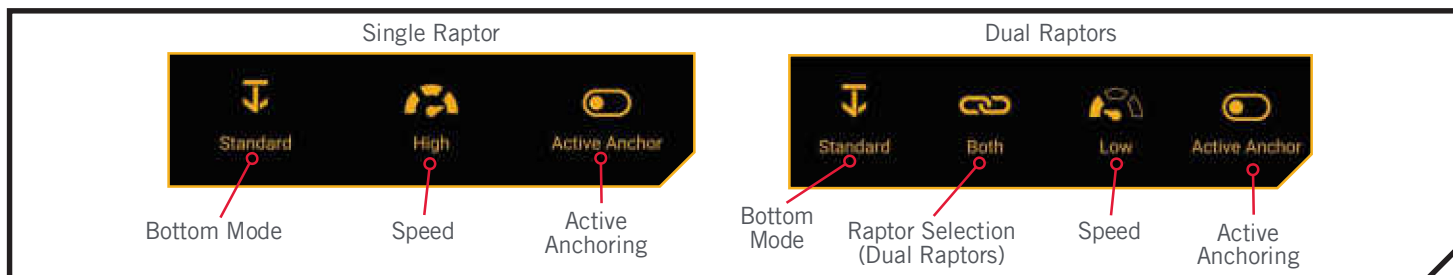 Single Raptor
Standard
High
Active Anchor
Bottom Mode
Speed
Active
Anchoring
Dual Raptors
Standard
Both
Low
Active Anchor
Bottom
Mode
Raptor Selection
(Dual Raptors)
Speed
Active
Anchoring